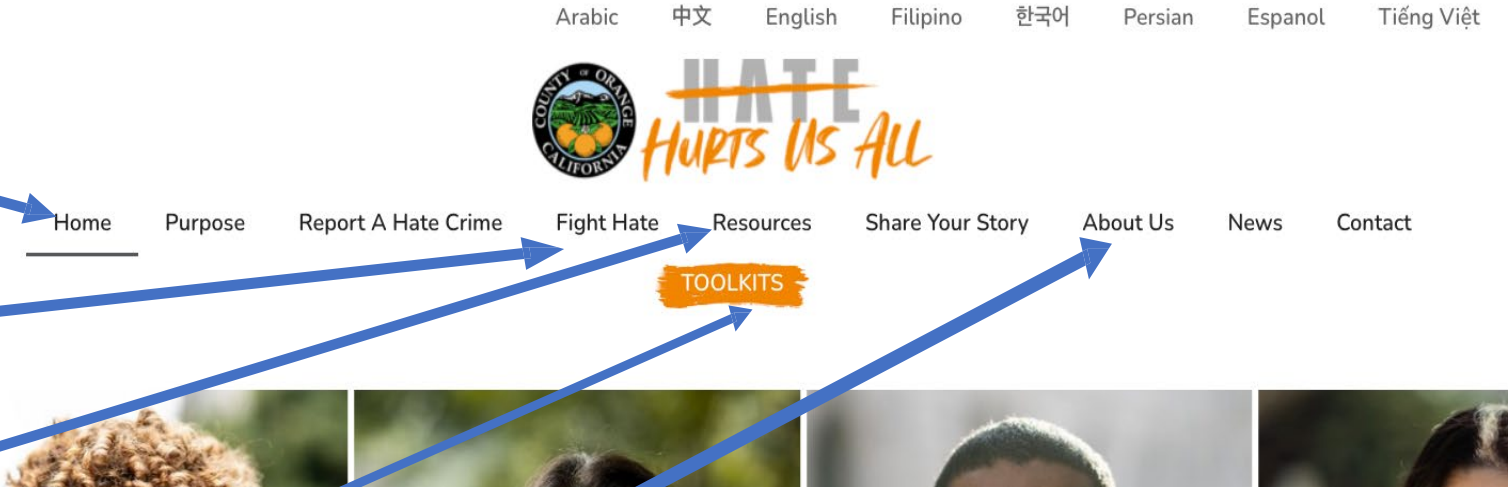 Arabic 中文 English Filipino 한국어 Persian Espanol Tiếng Việt
COUNTY OF ORANGE CALIFORNIA
HATE
HURTS US ALL
Home Purpose Report A Hate Crime Fight Hate Resources Share Your Story About Us News Contact
TOOLKITS